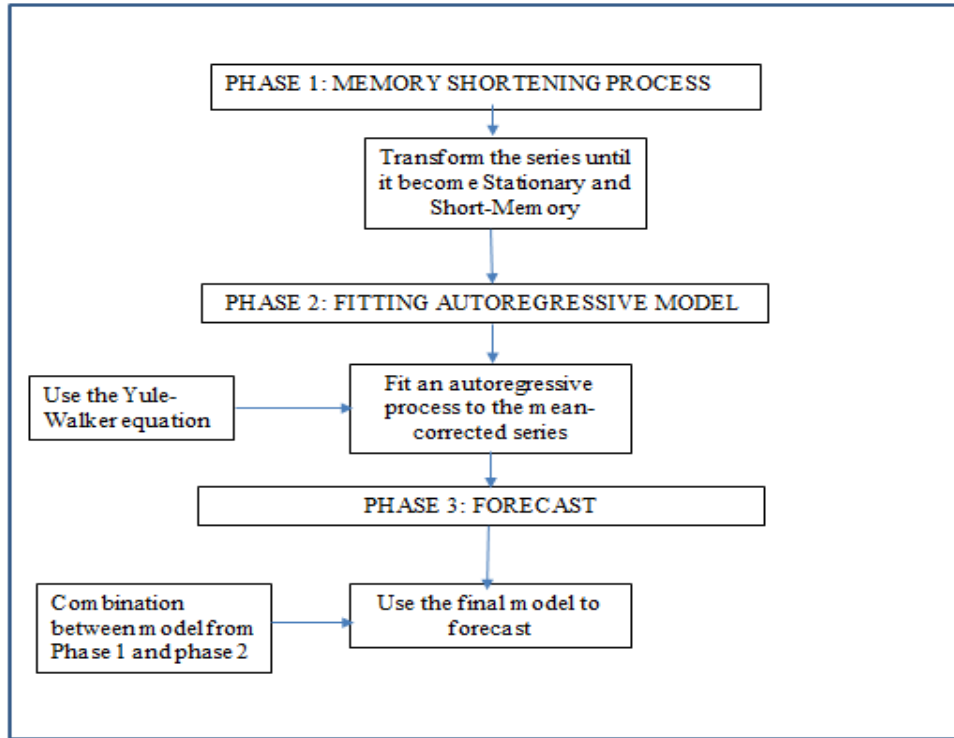 PHASE 1: MEMORY SHORTENING PROCESS
Transform the series until
it become Stationary and
Short-Memory
PHASE 2: FITTING AUTOREGRESSIVE MODEL
Use the Yule-
Walker equation
Fit an autoregressive
process to the mean-
corrected series
PHASE 3: FORECAST
Combination
between model from
Phase 1 and phase 2
Use the final model to
forecast